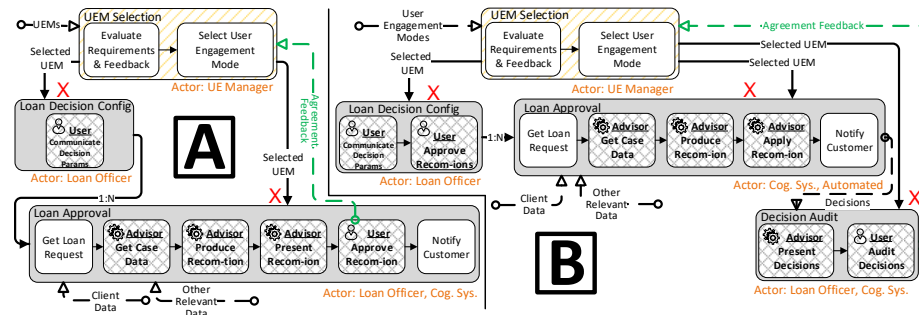 UEM Selection
UEMs
Evaluate
Requirements
& Feedback
Select User
Engagement
Mode
Selected
UEM
X
Actor: UE Manager
Agreement
Feedback
Loan Decision Config
User
Communicate
Decision
Params
Actor: Loan Officer
A
Selected
UEM
X
1:N
Loan Approval
Get Loan
Request
Advisor
Get Case
Data
Advisor
Produce
Recom-tion
Advisor
Present
Recom-ion
User
Approve
Recom-ion
Notify
Customer
Client
Data
Other
Relevant
Data
Actor: Loan Officer, Cog. Sys.
User
Engagement
Modes
UEM Selection
Evaluate
Requirements
& Feedback
Select User
Engagement
Mode
Agreement Feedback
Selected UEM
Selected
UEM
Selected
UEM
X
X
Actor: UE Manager
Loan Decision Config
User
Communicate
Decision
Params
User
Approve
Recom-ions
Actor: Loan Officer
1:N
Loan Approval
Get Loan
Request
Advisor
Get Case
Data
Advisor
Produce
Recom-ion
Advisor
Apply
Recom-ion
Notify
Customer
Client
Data
Other
Relevant
Data
Actor: Cog. Sys., Automated
Decisions
X
B
Decision Audit
Advisor
Present
Decisions
User
Audit
Decisions
Actor: Loan Officer, Cog. Sys.